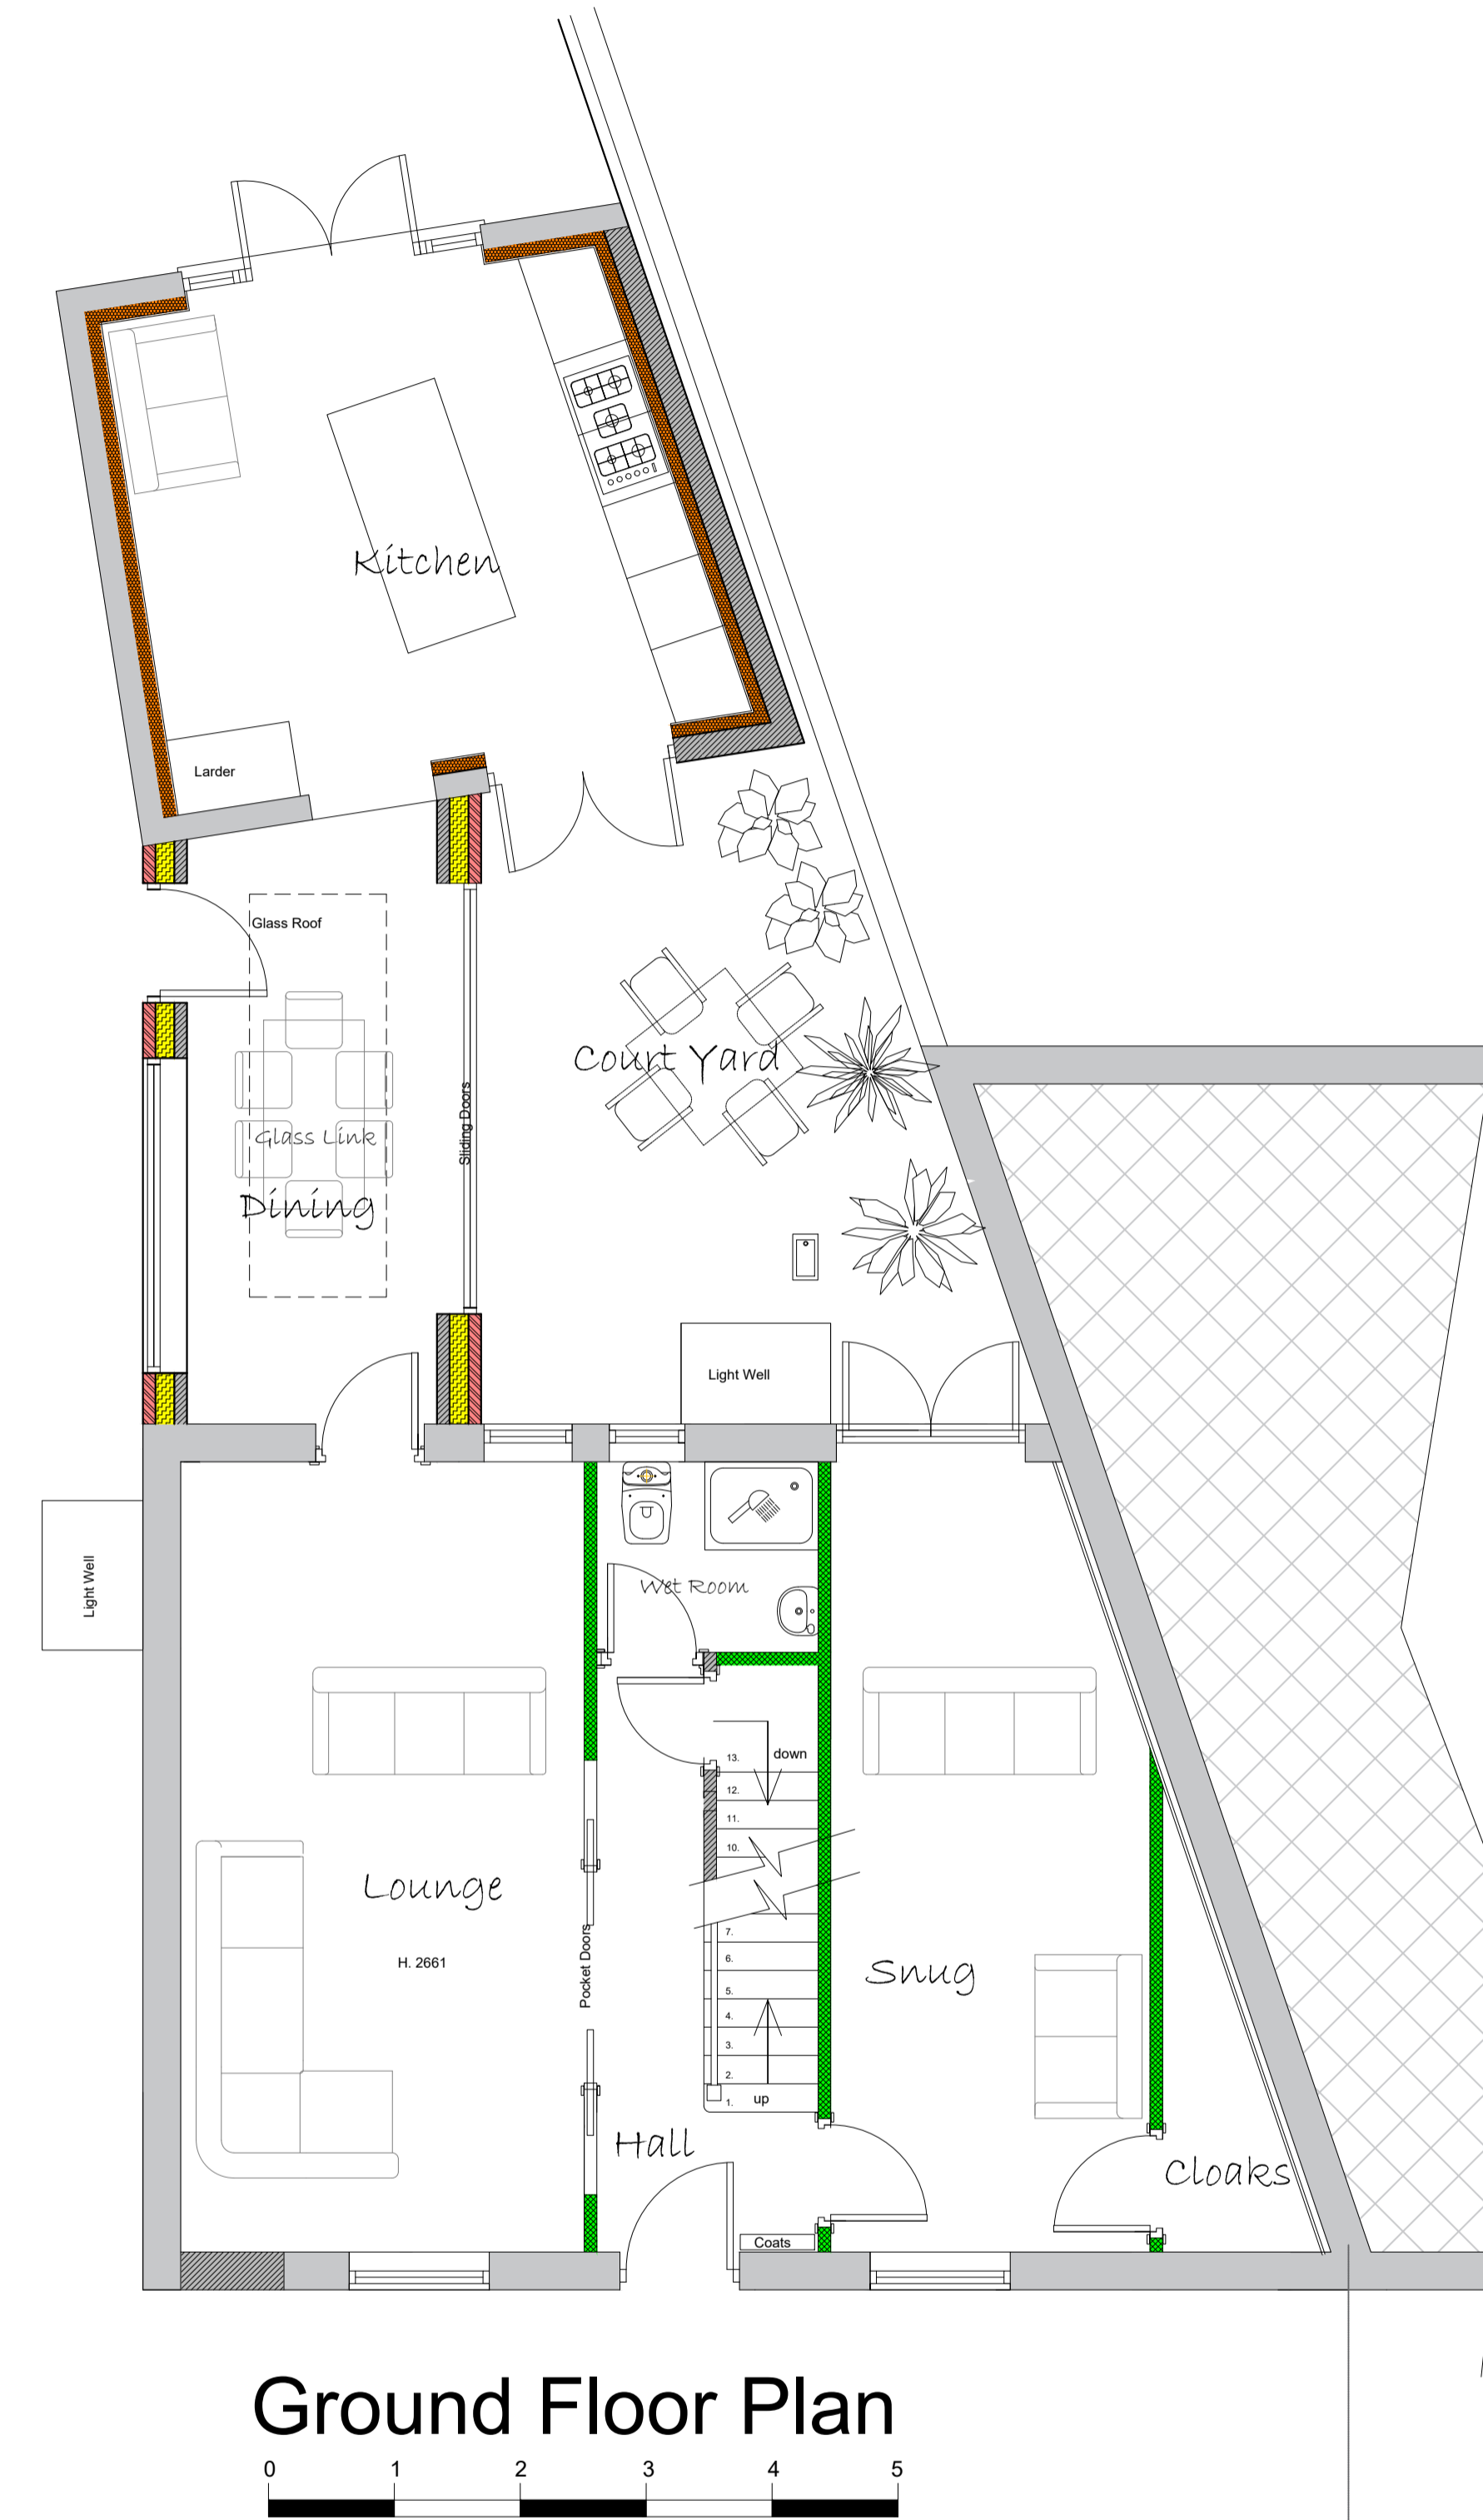 Kitchen
Larder
Glass Roof
Court Yard
Sliding Doors
Glass Link
Dining
Light Well
Light Well
Wet Room
13.
down
12.
11.
10.
Lounge
7.
H. 2661
Pocket Doors
6.
Snug
5.
4.
3.
2.
1.
up
Hall
Cloaks
Coats
Ground Floor Plan
0 1 2 3 4 5